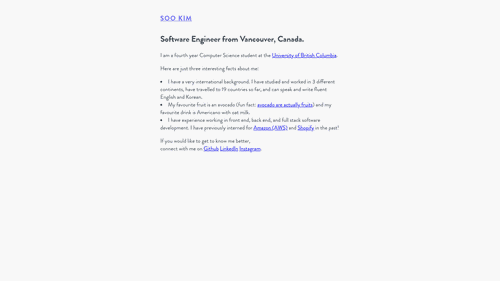 SOO KIM
Software Engineer from Vancouver, Canada.
I am a fourth year Computer Science student at the University of British Columbia.
Here are just three interesting facts about me:
• I have a very international background. I have studied and worked in 3 different
continents, have travelled to 19 countries so far, and can speak and write fluent
English and Korean.
• My favourite fruit is an avocado (fun fact: avocado are actually fruits) and my
favourite drink is Americano with oat milk.
• I have experience working in front end, back end, and full stack software
development. I have previously interned for Amazon (AWS) and Shopify in the past!
If you would like to get to know me better,
connect with me on Github LinkedIn Instagram.